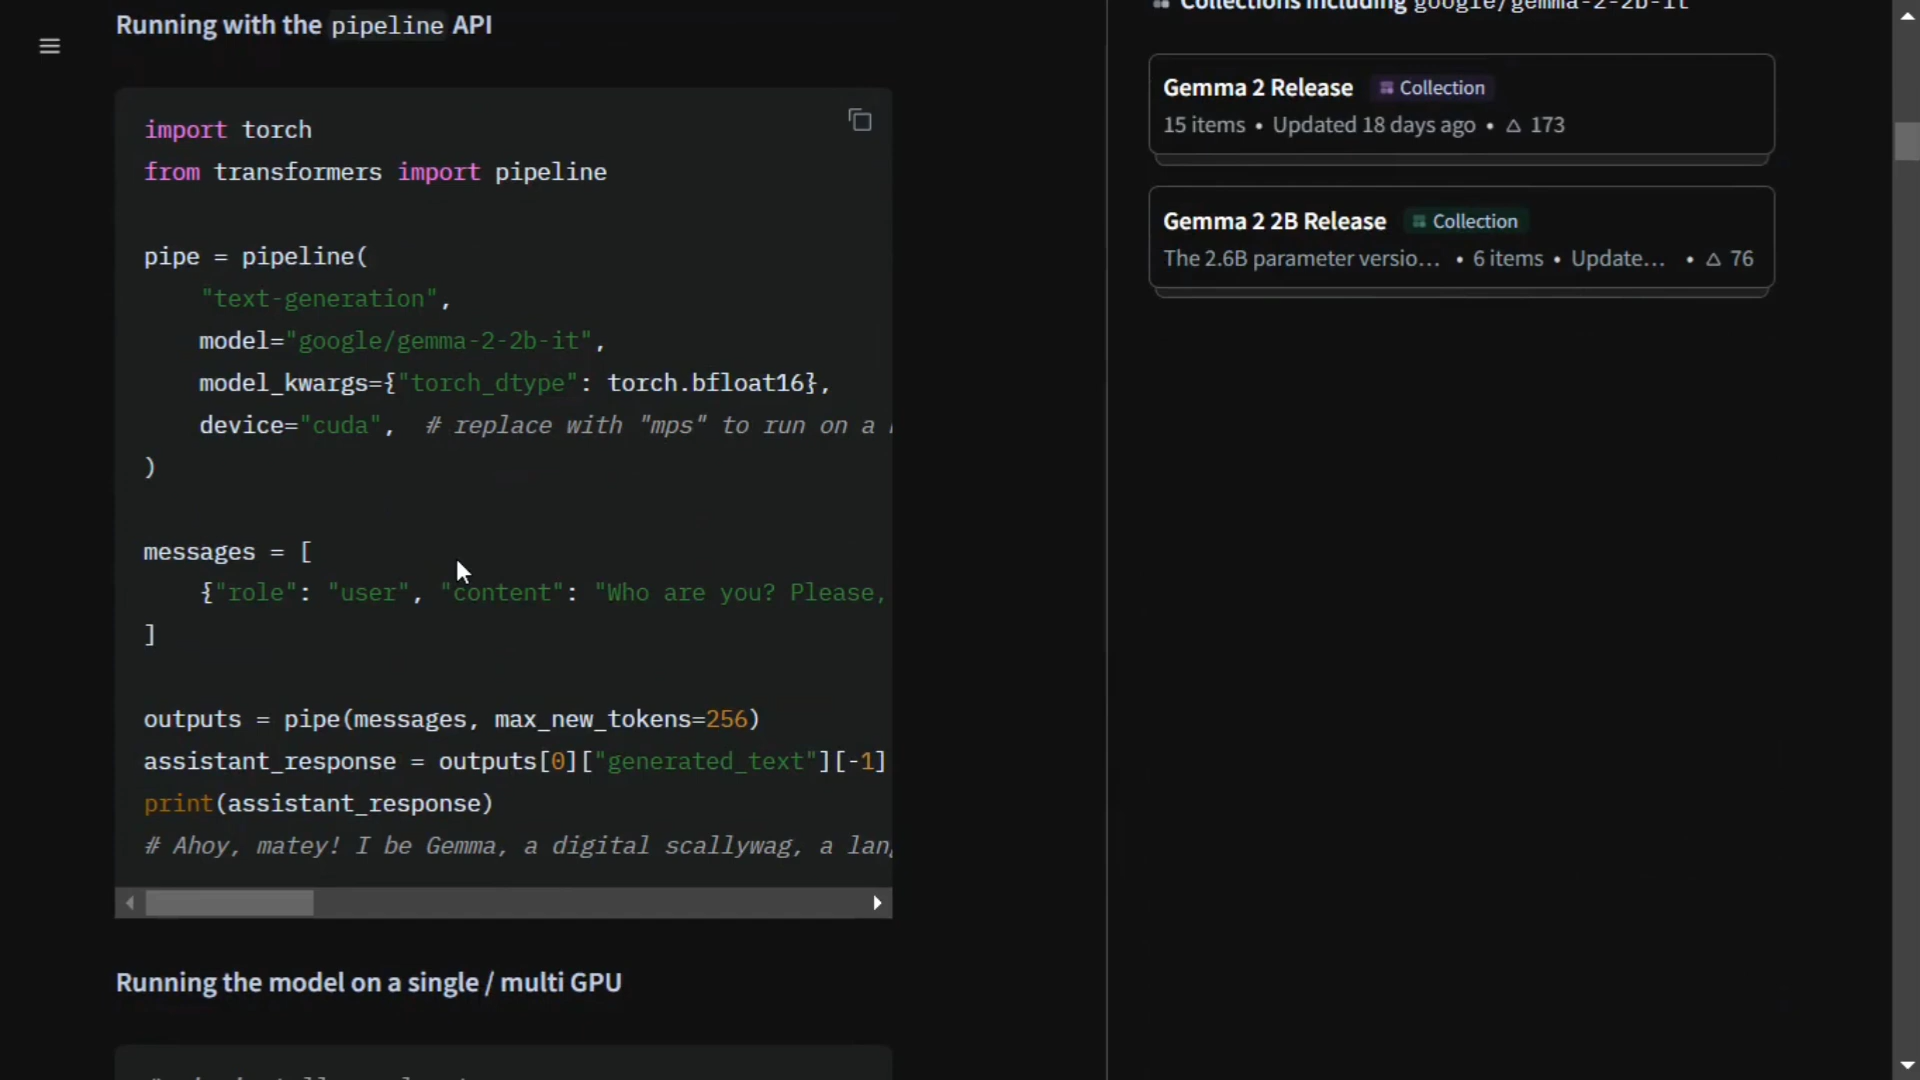 Running with the pipeline API
import torch
from transformers import pipeline
pipe = pipeline(
    "text-generation",
    model="google/gemma-2-2b-it",
    model_kwargs={"torch_dtype": torch.bfloat16},
    device="cuda",  # replace with "mps" to run on a
)
messages = [
    {"role": "user", "content": "Who are you? Please,
]
outputs = pipe(messages, max_new_tokens=256)
assistant_response = outputs[0]["generated_text"][-1]
print(assistant_response)
# Ahoy, matey! I be Gemma, a digital scallywag, a
Running the model on a single / multi GPU
Collections including google/gemma-2-2b-it
Gemma 2 Release Collection
15 items • Updated 18 days ago • △ 173
Gemma 2 2B Release Collection
The 2.6B parameter versio... • 6 items • Update... • △ 76